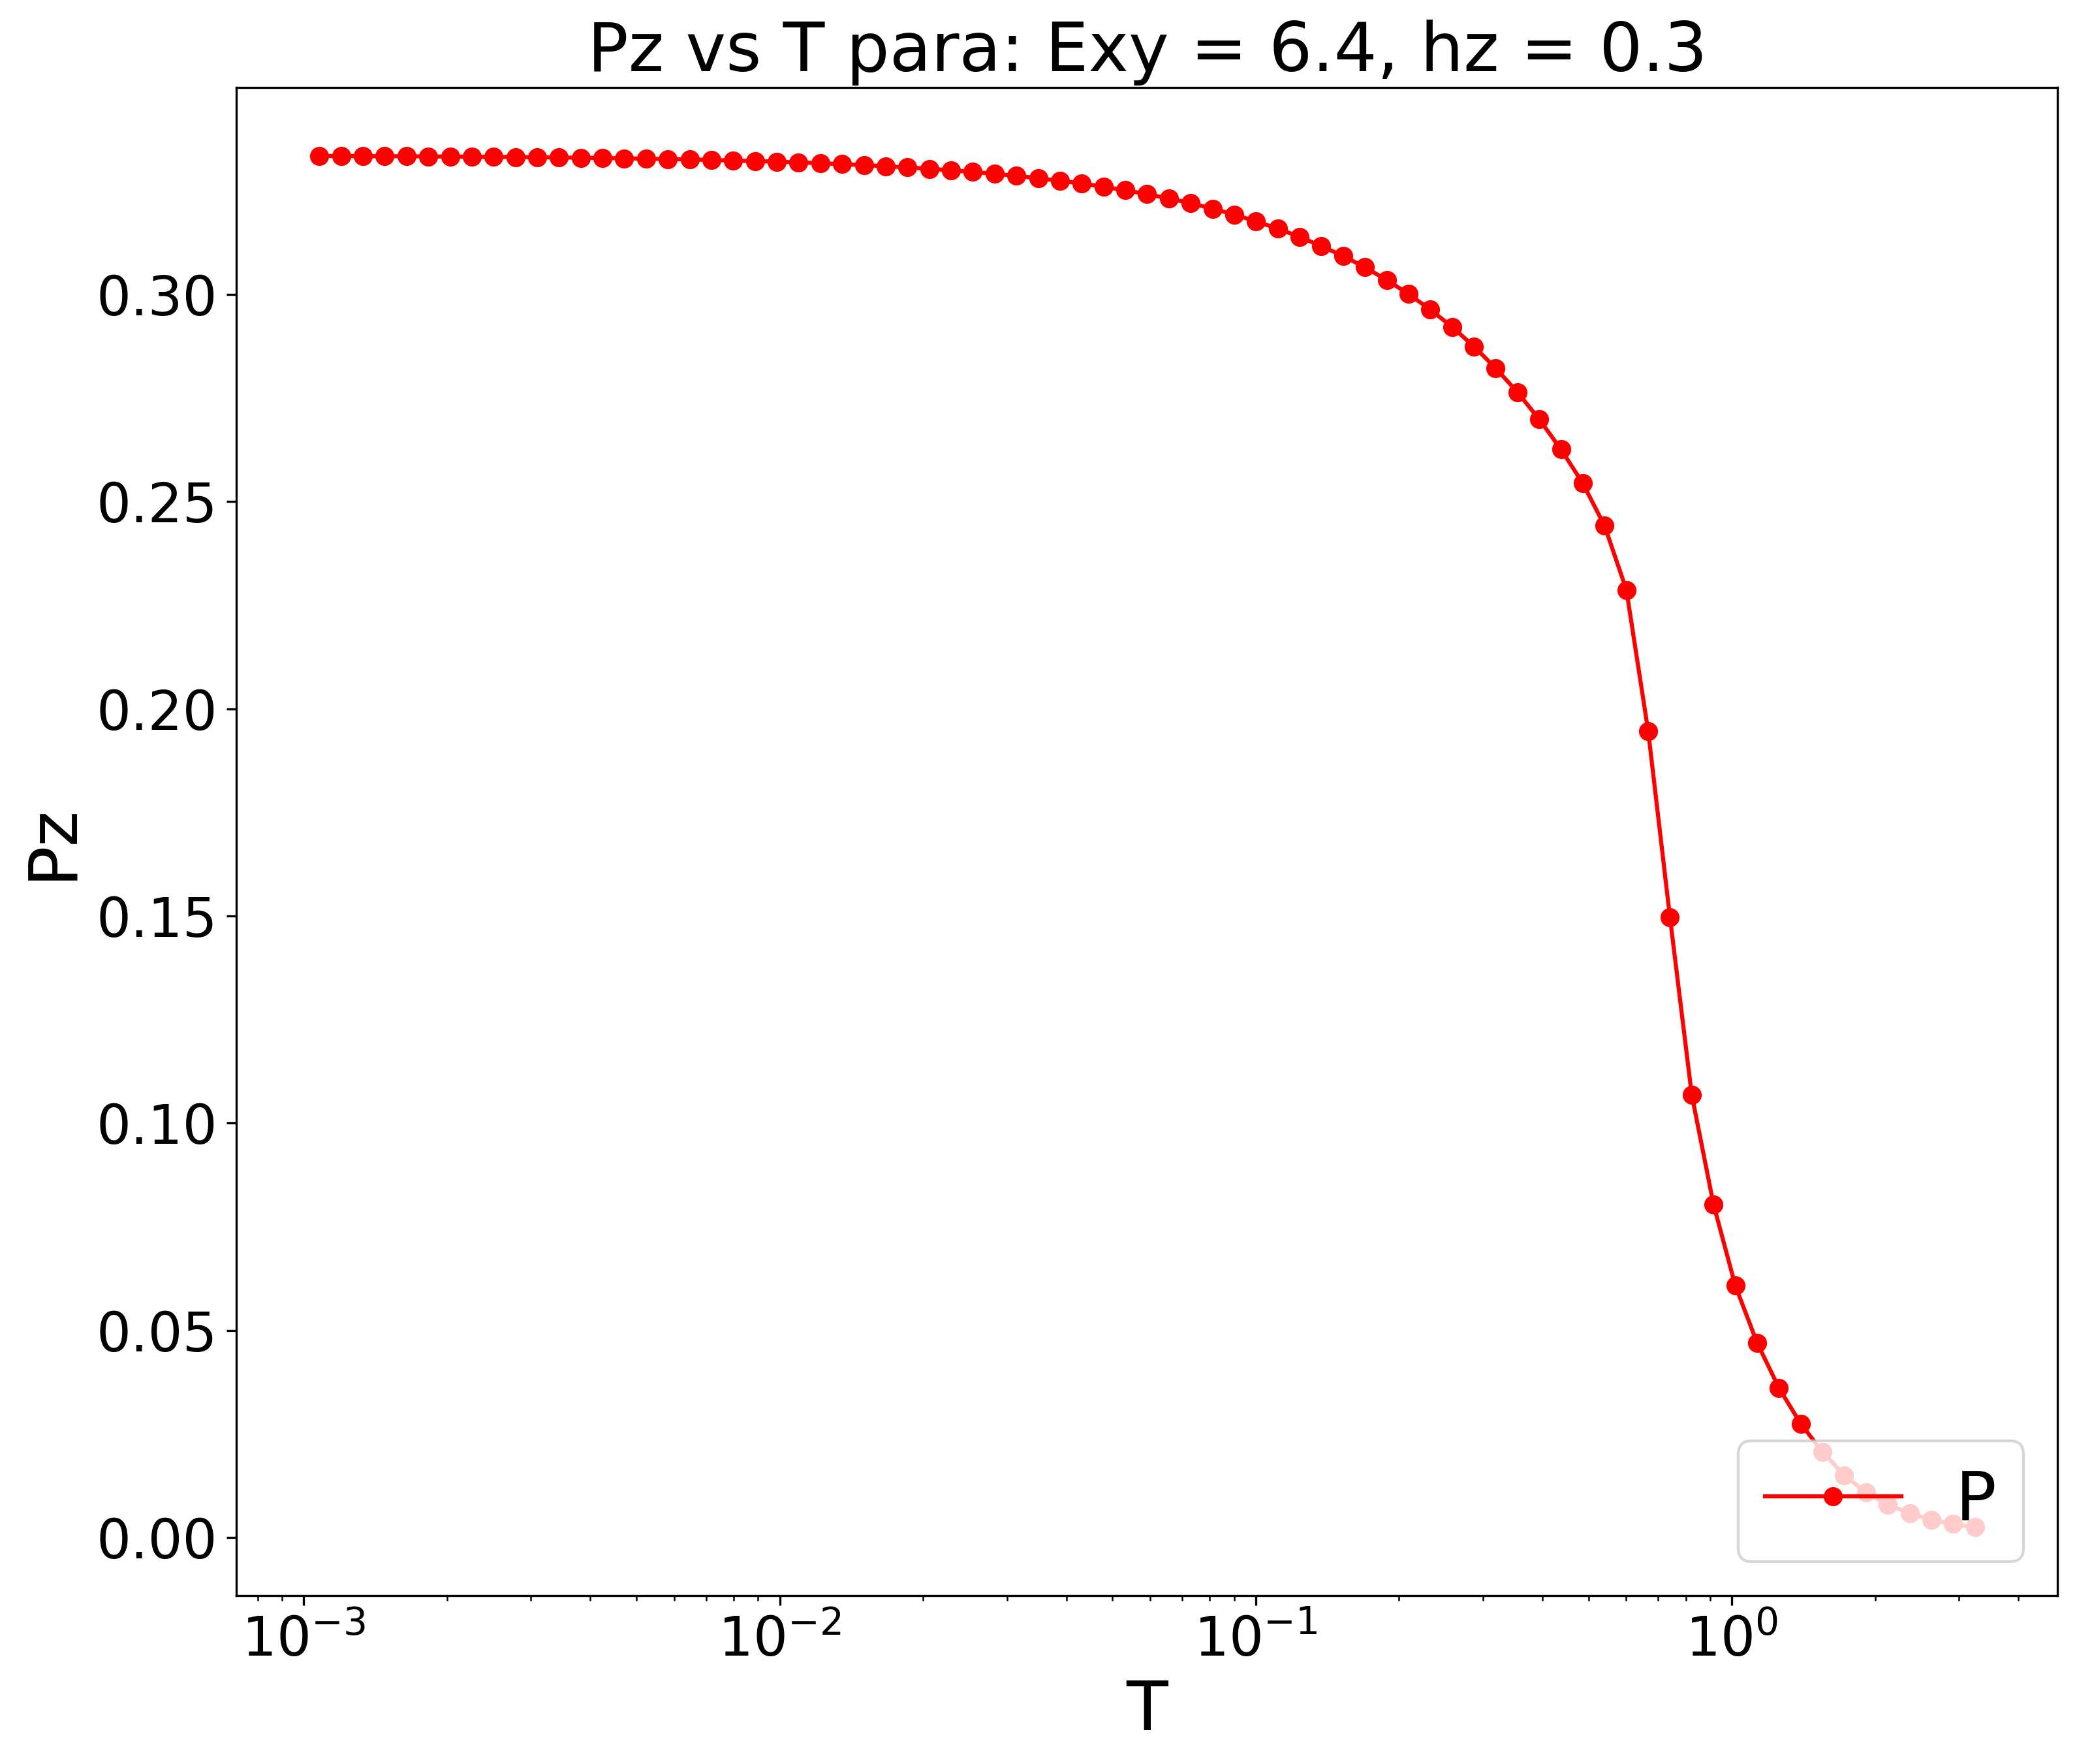 Pz vs T para: Exy = 6.4, hz = 0.3
Pz
0.30
0.25
0.20
0.15
0.10
0.05
0.00
P
10⁻³ 10⁻² 10⁻¹ 10⁰
T